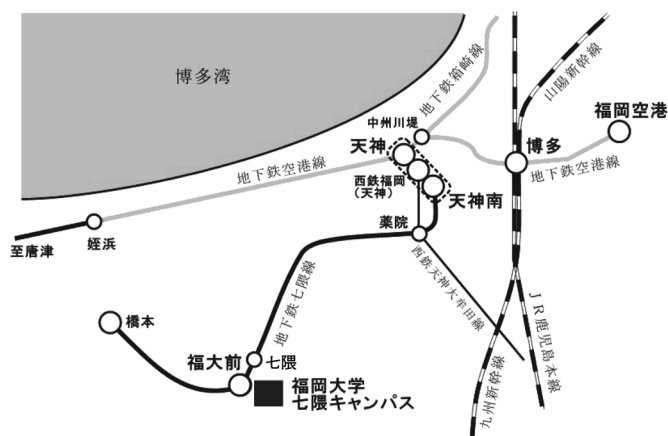 博多湾
地下鉄箱崎線
山陽新幹線
福岡空港
中州川堤
天神
博多
地下鉄空港線
地下鉄空港線
西鉄福岡
(天神)
天神南
薬院
姪浜
至唐津
地下鉄七隈線
西鉄天神大牟田線
JR鹿児島本線
九州新幹線
橋本
福大前
七隈
福岡大学
七隈キャンパス